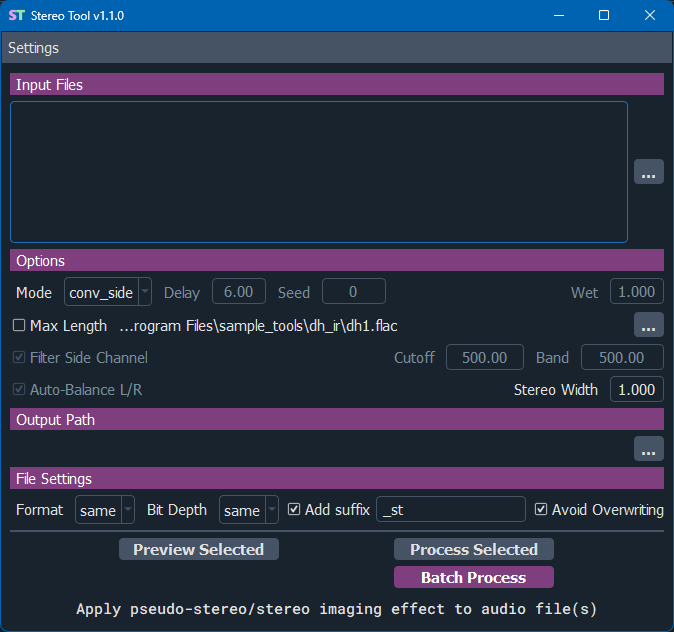 ST Stereo Tool v1.1.0
Settings
Input Files
...
Options
Mode conv_side Delay 6.00 Seed 0 Wet 1.000
Max Length ...rogram Files\sample_tools\dh_ir\dh1.flac ...
Filter Side Channel Cutoff 500.00 Band 500.00
Auto-Balance L/R Stereo Width 1.000
Output Path
...
File Settings
Format same Bit Depth same Add suffix _st Avoid Overwriting
Preview Selected Process Selected
Batch Process
Apply pseudo-stereo/stereo imaging effect to audio file(s)